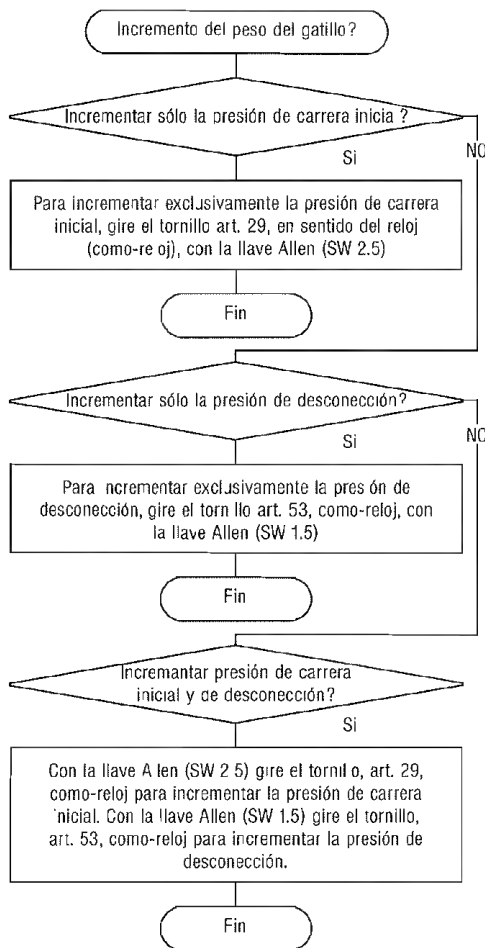 Incremento del peso del gatillo?
Incrementar sólo la presión de carrera inicia ?
Si
NO
Para incrementar exclusivamente la presión de carrera
inicial, gire el tornillo art. 29, en sentido del reloj
(como-re oj), con la llave Allen (SW 2.5)
Fin
Incrementar sólo la presión de desconección?
Si
NO
Para incrementar exclusivamente la pres ón de
desconección, gire el torn llo art. 53, como-reloj, con
la llave Allen (SW 1.5)
Fin
Incremantar presión de carrera
inicial y de desconección?
Si
Con la llave A len (SW 2 5) gire el tornil o, art. 29,
como-reloj para incrementar la presión de carrera
inicial. Con la llave Allen (SW 1.5) gire el tornillo,
art. 53, como-reloj para incrementar la presión de
desconección.
Fin